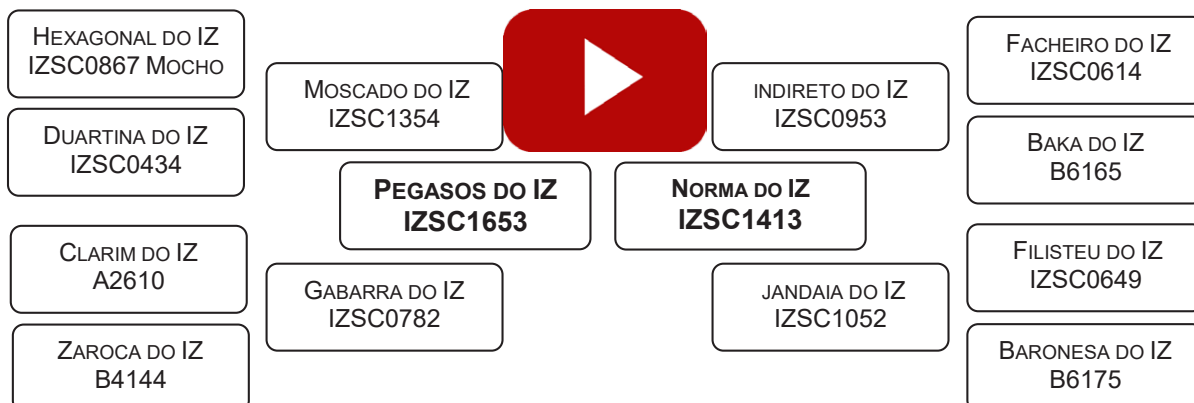 HEXAGONAL DO IZ
IZSC0867 MOCHO
DUARTINA DO IZ
IZSC0434
CLARIM DO IZ
A2610
ZAROCA DO IZ
B4144
MOSCADO DO IZ
IZSC1354
GABARRA DO IZ
IZSC0782
PEGASOS DO IZ
IZSC1653
NORMA DO IZ
IZSC1413
INDIRETO DO IZ
IZSC0953
JANDAIA DO IZ
IZSC1052
FACHEIRO DO IZ
IZSC0614
BAKA DO IZ
B6165
FILISTEU DO IZ
IZSC0649
BARONESA DO IZ
B6175